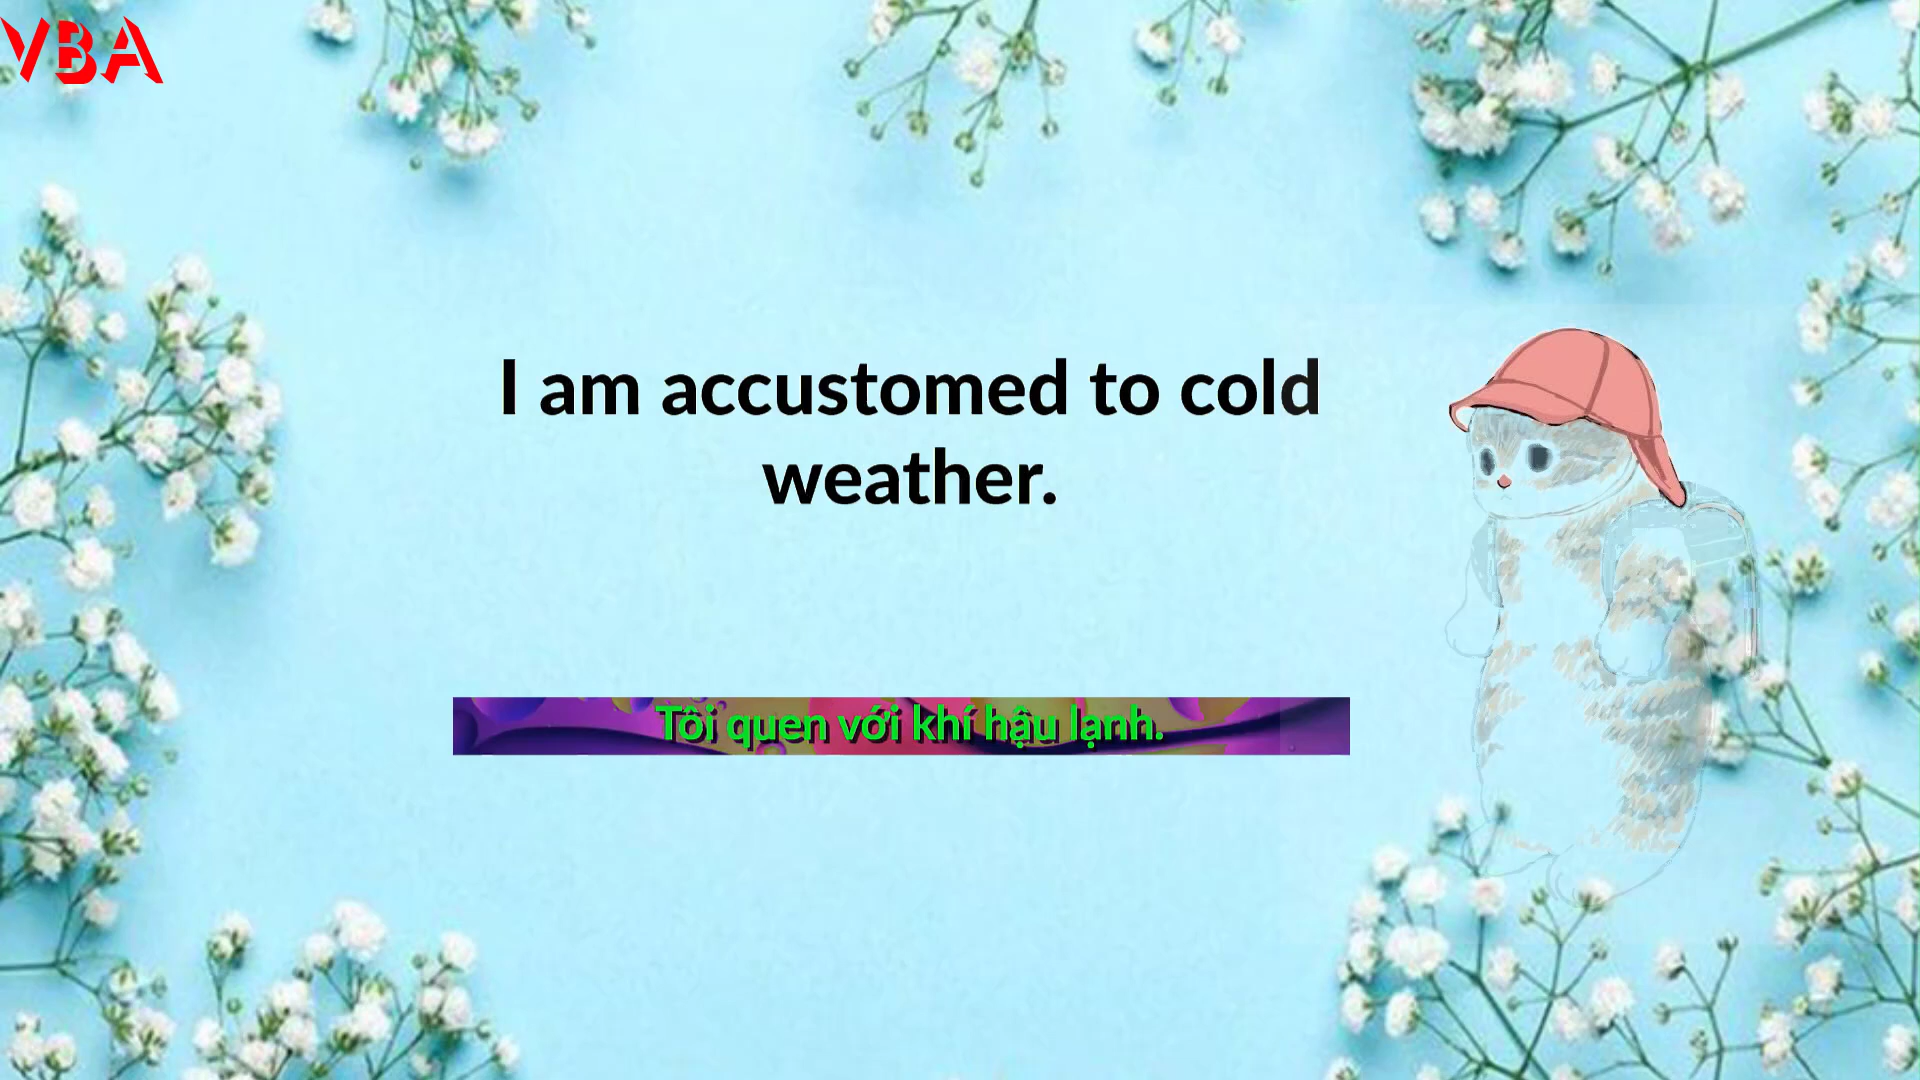 VBA
I am accustomed to cold
weather.
Tôi quen với khí hậu lạnh.